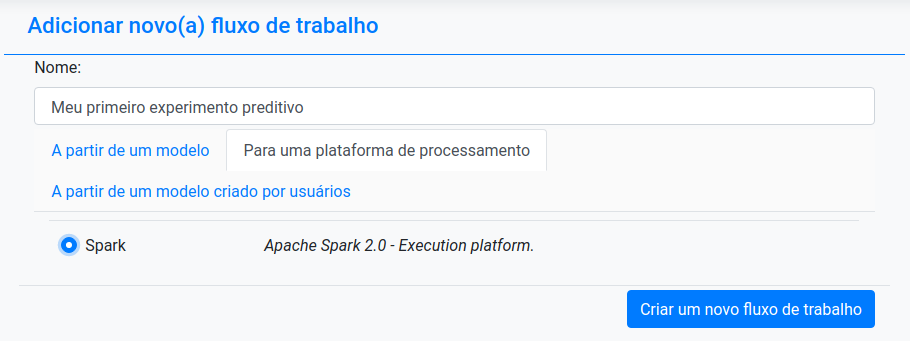 Adicionar novo(a) fluxo de trabalho
Nome:
Meu primeiro experimento preditivo
A partir de um modelo Para uma plataforma de processamento
A partir de um modelo criado por usuários
Spark Apache Spark 2.0 - Execution platform.
Criar um novo fluxo de trabalho